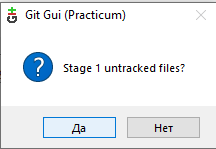 Git Gui (Practicum)
Stage 1 untracked files?
Да
Нет